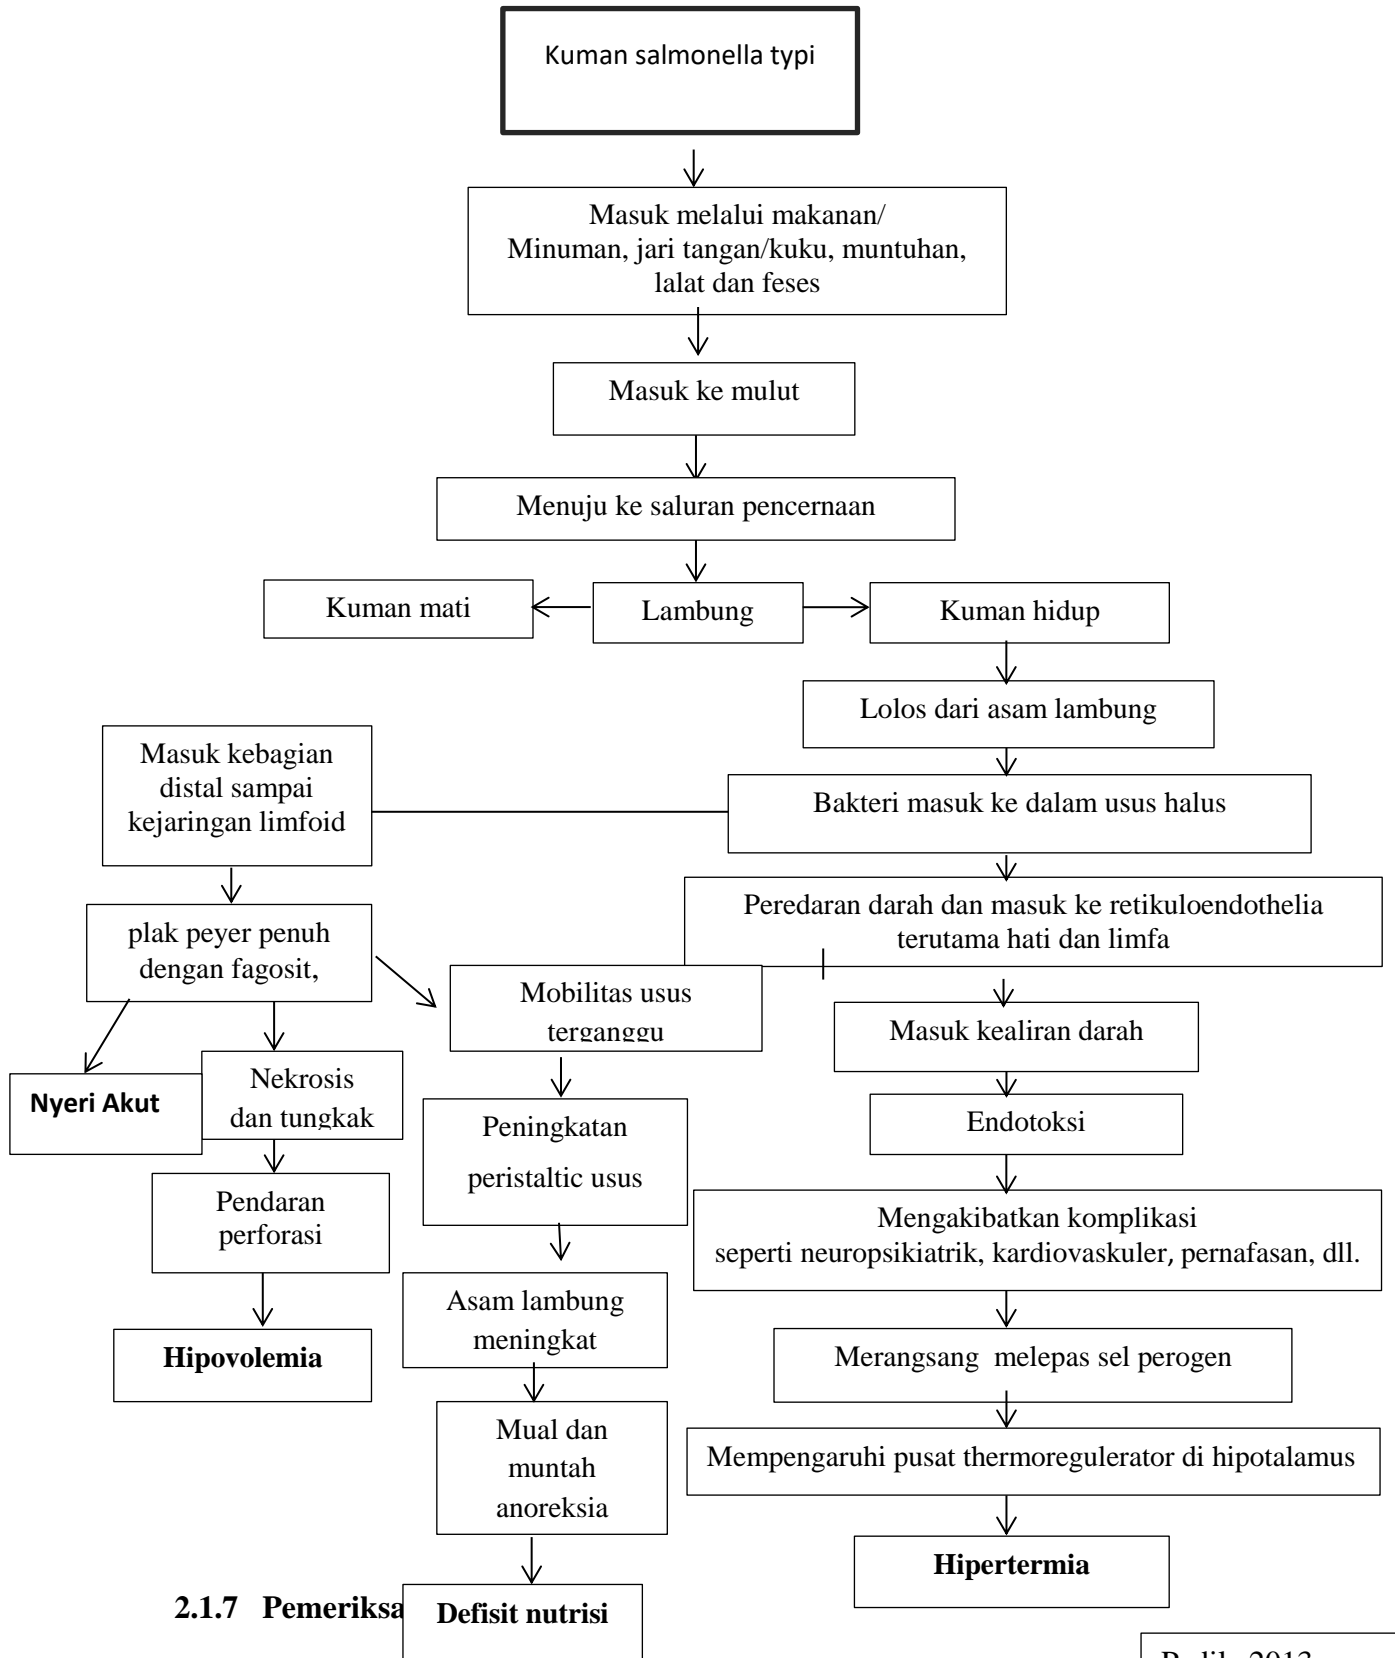 Kuman salmonella typi
Masuk melalui makanan/
Minuman, jari tangan/kuku, muntuhan,
lalat dan feses
Masuk ke mulut
Menuju ke saluran pencernaan
Kuman mati
Lambung
Kuman hidup
Lolos dari asam lambung
Masuk kebagian
distal sampai
kejaringan limfoid
Bakteri masuk ke dalam usus halus
Peredaran darah dan masuk ke retikuloendothelia
terutama hati dan limfa
plak peyer penuh
dengan fagosit,
Mobilitas usus
terganggu
Masuk kealiran darah
Nyeri Akut
Nekrosis
dan tungkak
Peningkatan
peristaltic usus
Endotoksi
Pendaran
perforasi
Mengakibatkan komplikasi
seperti neuropsikiatrik, kardiovaskuler, pernafasan, dll.
Asam lambung
meningkat
Hipovolemia
Merangsang  melepas sel perogen
Mual dan
muntah
anoreksia
Mempengaruhi pusat thermoregulerator di hipotalamus
Hipertermia
2.1.7 Pemeriksa
Defisit nutrisi
2013